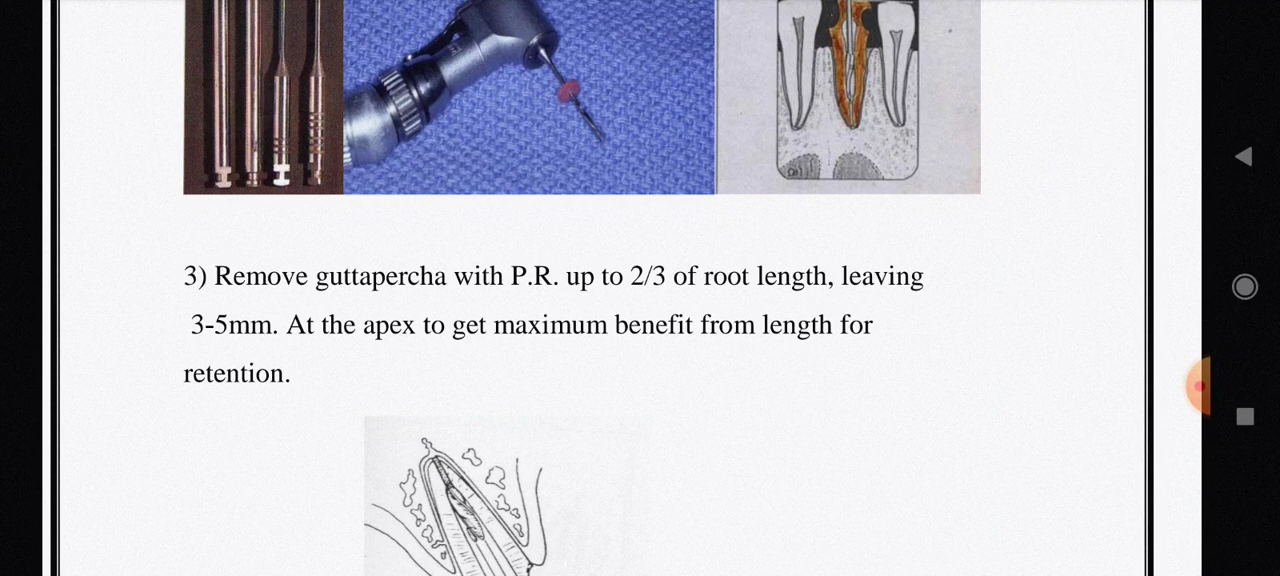 3) Remove guttapercha with P.R. up to 2/3 of root length, leaving
3-5mm. At the apex to get maximum benefit from length for
retention.